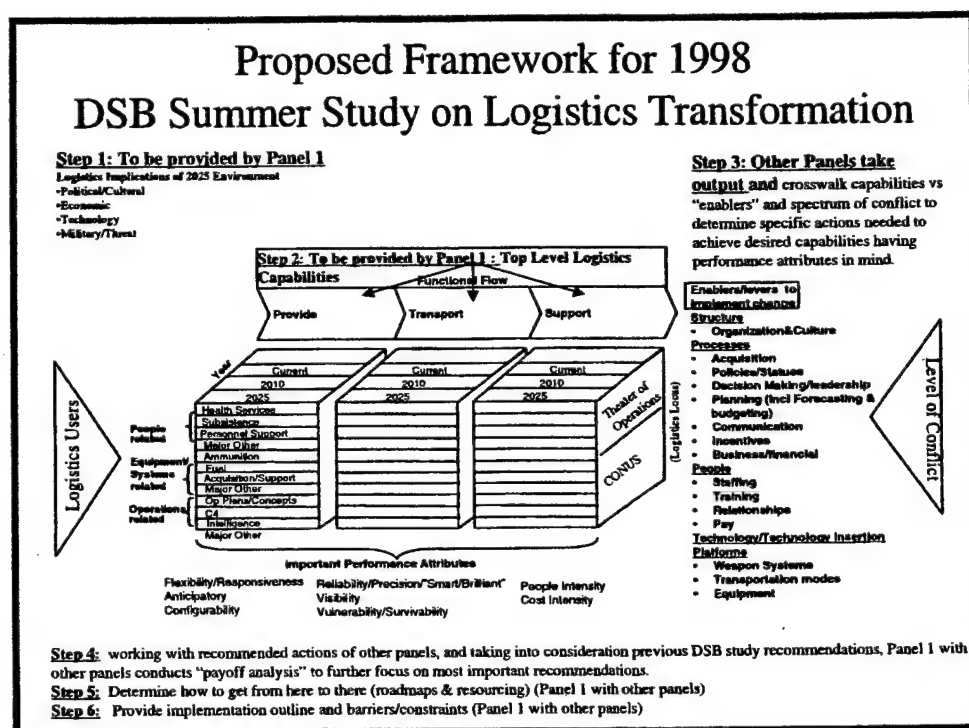 Proposed Framework for 1998
DSB Summer Study on Logistics Transformation
Step 1: To be provided by Panel 1
Logistics Implications of 2025 Environment
•Political/Cultural
•Economic
•Technology
•Military/Threat
Step 3: Other Panels take
output and crosswalk capabilities vs
"enablers" and spectrum of conflict to
determine specific actions needed to
achieve desired capabilities having
performance attributes in mind.
Step 2: To be provided by Panel 1 : Top Level Logistics
Capabilities
Functional Flow
Provide
Transport
Support
Enablers/levers to
implement change
Structure
• Organization&Culture
Processes
• Acquisition
• Policies/Statues
• Decision Making/leadership
• Planning (incl Forecasting &
budgeting)
• Communication
• Incentives
• Business/financial
People
• Staffing
• Training
• Relationships
• Pay
Technology/Technology Insertion
Platforms
• Weapon Systems
• Transportation modes
• Equipment
Level of Conflict
Logistics Users
Year
Current
Current
Current
2010
2010
2010
2025
2025
2025
Theater of
Operations
CONUS
(Logistics Locus)
People
related
Equipment/
Systems
related
Operational
related
Health Services
Subsistence
Personnel Support
Major Other
Ammunition
Fuel
Acquisition/Support
Major Other
Op Plans/Concepts
C4
Intelligence
Major Other
Important Performance Attributes
Flexibility/Responsiveness
Anticipatory
Configurability
Reliability/Precision/"Smart/Brilliant"
Visibility
Vulnerability/Survivability
People Intensity
Cost Intensity
Step 4: working with recommended actions of other panels, and taking into consideration previous DSB study recommendations, Panel 1 with
other panels conducts "payoff analysis" to further focus on most important recommendations.
Step 5: Determine how to get from here to there (roadmaps & resourcing) (Panel 1 with other panels)
Step 6: Provide implementation outline and barriers/constraints (Panel 1 with other panels)